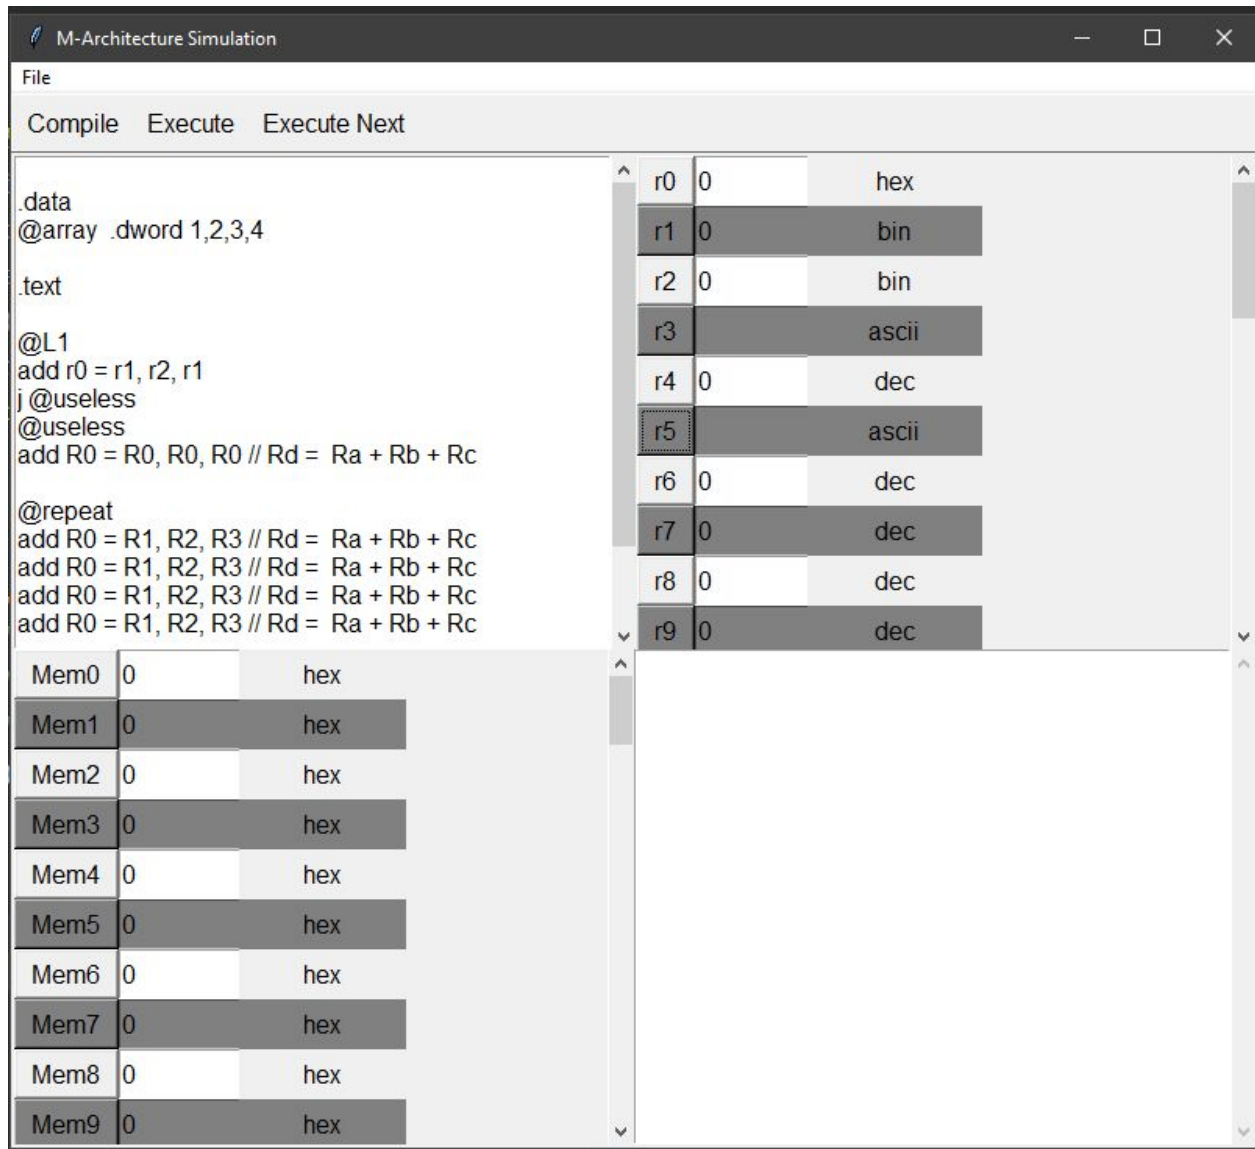 M-Architecture Simulation
File
Compile Execute Execute Next
.data
@array .dword 1,2,3,4
.text
@L1
add r0 = r1, r2, r1
j @useless
@useless
add R0 = R0, R0, R0 // Rd = Ra + Rb + Rc
@repeat
add R0 = R1, R2, R3 // Rd = Ra + Rb + Rc
add R0 = R1, R2, R3 // Rd = Ra + Rb + Rc
add R0 = R1, R2, R3 // Rd = Ra + Rb + Rc
add R0 = R1, R2, R3 // Rd = Ra + Rb + Rc
r0 0 hex
r1 0 bin
r2 0 bin
r3 ascii
r4 0 dec
r5 ascii
r6 0 dec
r7 0 dec
r8 0 dec
r9 0 dec
Mem0 0 hex
Mem1 0 hex
Mem2 0 hex
Mem3 0 hex
Mem4 0 hex
Mem5 0 hex
Mem6 0 hex
Mem7 0 hex
Mem8 0 hex
Mem9 0 hex